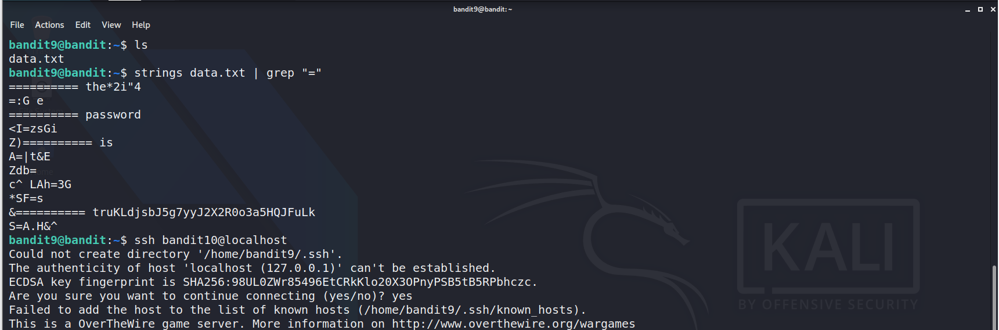 bandit9@bandit: ~
File Actions Edit View Help
bandit9@bandit:~$ ls
data.txt
bandit9@bandit:~$ strings data.txt | grep "="
========== the*2i"4
=:G e
========== password
<I=zsGi
Z)========== is
A=|t&E
Zdb=
c^ LAh=3G
*SF=s
&========== truKLdjsbJ5g7yyJ2X2R0o3a5HQJFuLk
S=A.H&^
bandit9@bandit:~$ ssh bandit10@localhost
Could not create directory '/home/bandit9/.ssh'.
The authenticity of host 'localhost (127.0.0.1)' can't be established.
ECDSA key fingerprint is SHA256:98UL0ZWr85496EtCRkKlo20X3OPnyPSB5tB5RPbhczc.
Are you sure you want to continue connecting (yes/no)? yes
Failed to add the host to the list of known hosts (/home/bandit9/.ssh/known_hosts).
This is a OverTheWire game server. More information on http://www.overthewire.org/wargames
KALI
BY OFFENSIVE SECURITY